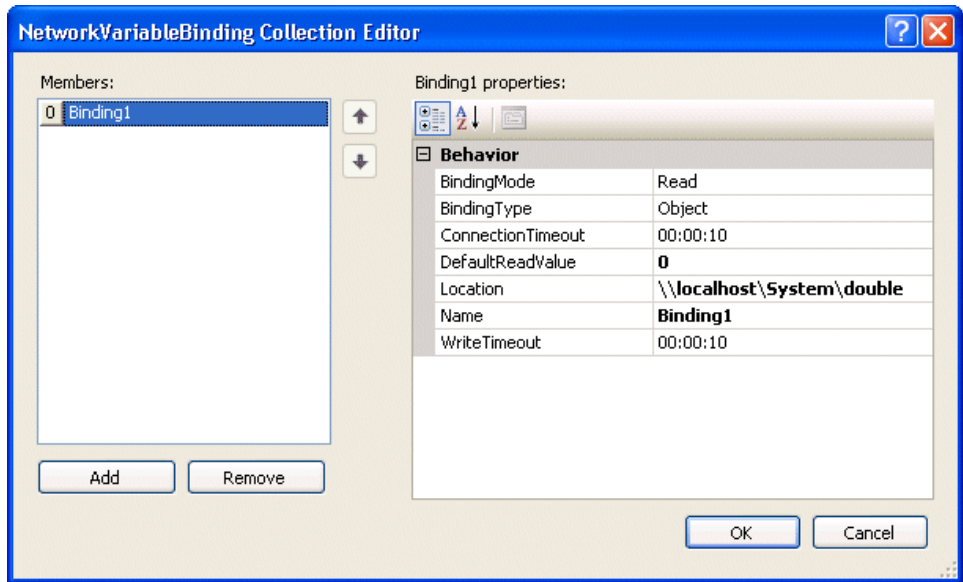 NetworkVariableBinding Collection Editor
Members:
0 Binding1
Add
Remove
Binding1 properties:
Behavior
BindingMode Read
BindingType Object
ConnectionTimeout 00:00:10
DefaultReadValue 0
Location \\localhost\System\double
Name Binding1
WriteTimeout 00:00:10
OK
Cancel